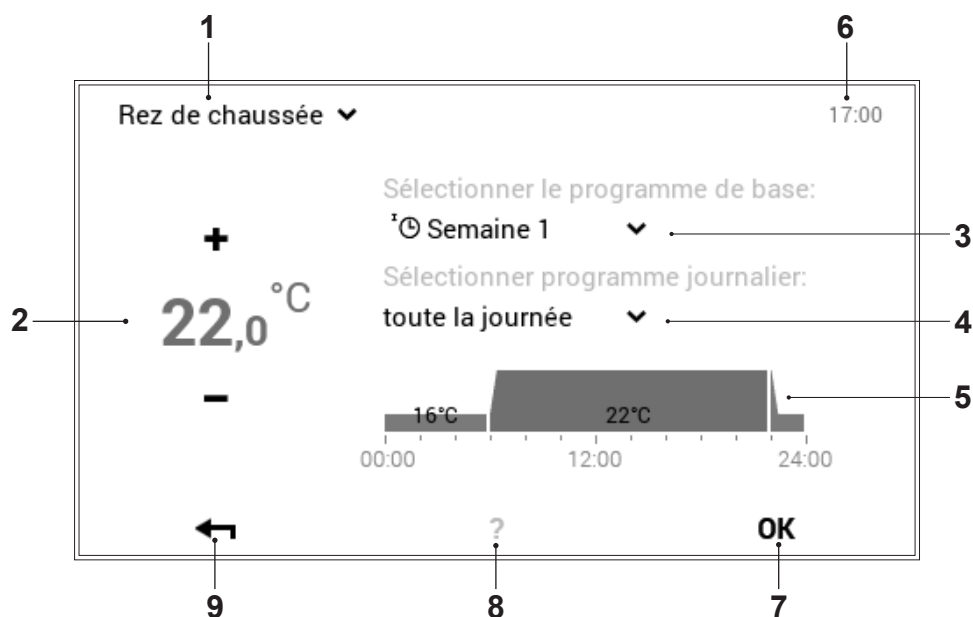 1 6
Rez de chaussée 17:00
Sélectionner le programme de base:
+ I Semaine 1 3
Sélectionner programme journalier:
2 22,0 °C toute la journée 4
− 16°C 22°C 5
00:00 12:00 24:00
? OK
9 8 7